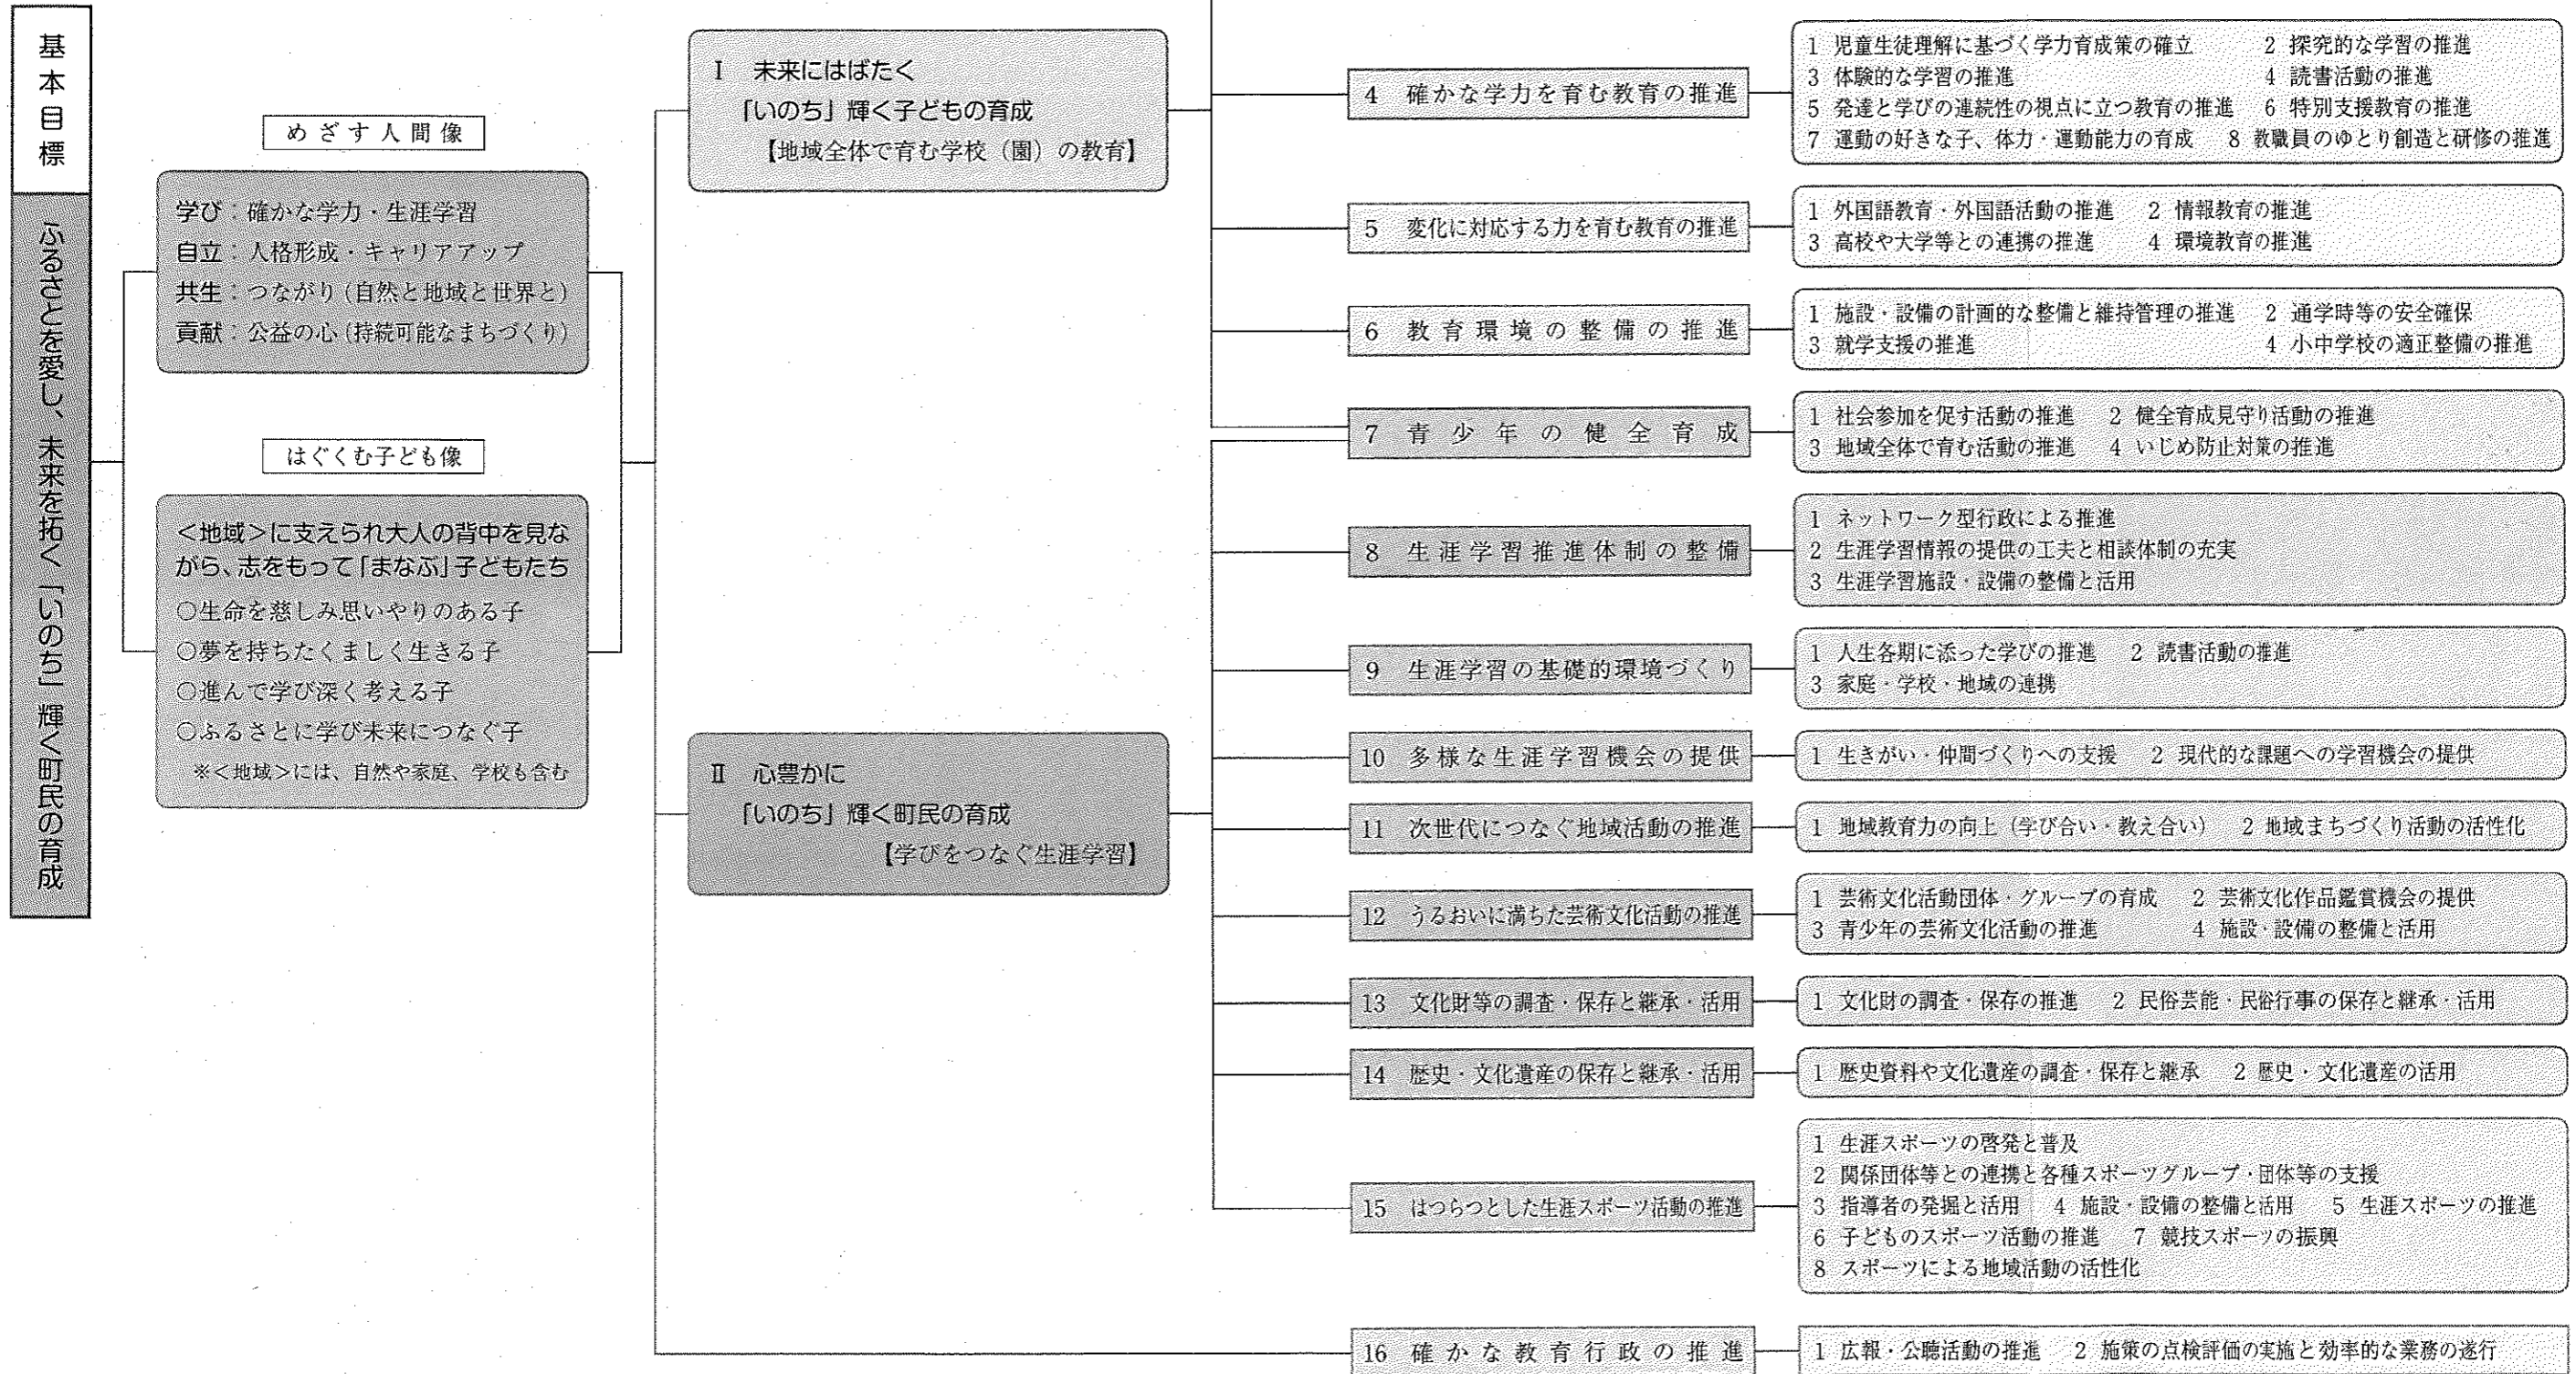 基本目標
ふるさとを愛し、未来を拓く「いのち」輝く町民の育成
めざす人間像
学び：確かな学力・生涯学習
自立：人格形成・キャリアアップ
共生：つながり（自然と地域と世界と）
貢献：公益の心（持続可能なまちづくり）
はぐくむ子ども像
＜地域＞に支えられ大人の背中を見な
がら、志をもって「まなぶ」子どもたち
○生命を慈しみ思いやりのある子
○夢を持ちたくましく生きる子
○進んで学び深く考える子
○ふるさとに学び未来につなぐ子
※＜地域＞には、自然や家庭、学校も含む
Ⅰ 未来にはばたく
「いのち」輝く子どもの育成
【地域全体で育む学校（園）の教育】
4 確かな学力を育む教育の推進
1 児童生徒理解に基づく学力育成策の確立 2 探究的な学習の推進
3 体験的な学習の推進 4 読書活動の推進
5 発達と学びの連続性の視点に立つ教育の推進 6 特別支援教育の推進
7 運動の好きな子、体力・運動能力の育成 8 教職員のゆとり創造と研修の推進
5 変化に対応する力を育む教育の推進
1 外国語教育・外国語活動の推進 2 情報教育の推進
3 高校や大学等との連携の推進 4 環境教育の推進
6 教育環境の整備の推進
1 施設・設備の計画的な整備と維持管理の推進 2 通学時等の安全確保
3 就学支援の推進 4 小中学校の適正整備の推進
7 青少年の健全育成
1 社会参加を促す活動の推進 2 健全育成見守り活動の推進
3 地域全体で育む活動の推進 4 いじめ防止対策の推進
Ⅱ 心豊かに
「いのち」輝く町民の育成
【学びをつなぐ生涯学習】
8 生涯学習推進体制の整備
1 ネットワーク型行政による推進
2 生涯学習情報の提供の工夫と相談体制の充実
3 生涯学習施設・設備の整備と活用
9 生涯学習の基礎的環境づくり
1 人生各期に添った学びの推進 2 読書活動の推進
3 家庭・学校・地域の連携
10 多様な生涯学習機会の提供
1 生きがい・仲間づくりへの支援 2 現代的な課題への学習機会の提供
11 次世代につなぐ地域活動の推進
1 地域教育力の向上（学び合い・教え合い） 2 地域まちづくり活動の活性化
12 うるおいに満ちた芸術文化活動の推進
1 芸術文化活動団体・グループの育成 2 芸術文化作品鑑賞機会の提供
3 青少年の芸術文化活動の推進 4 施設・設備の整備と活用
13 文化財等の調査・保存と継承・活用
1 文化財の調査・保存の推進 2 民俗芸能・民俗行事の保存と継承・活用
14 歴史・文化遺産の保存と継承・活用
1 歴史資料や文化遺産の調査・保存と継承 2 歴史・文化遺産の活用
15 はつらつとした生涯スポーツ活動の推進
1 生涯スポーツの啓発と普及
2 関係団体等との連携と各種スポーツグループ・団体等の支援
3 指導者の発掘と活用 4 施設・設備の整備と活用 5 生涯スポーツの推進
6 子どものスポーツ活動の推進 7 競技スポーツの振興
8 スポーツによる地域活動の活性化
16 確かな教育行政の推進
1 広報・公聴活動の推進 2 施策の点検評価の実施と効率的な業務の遂行